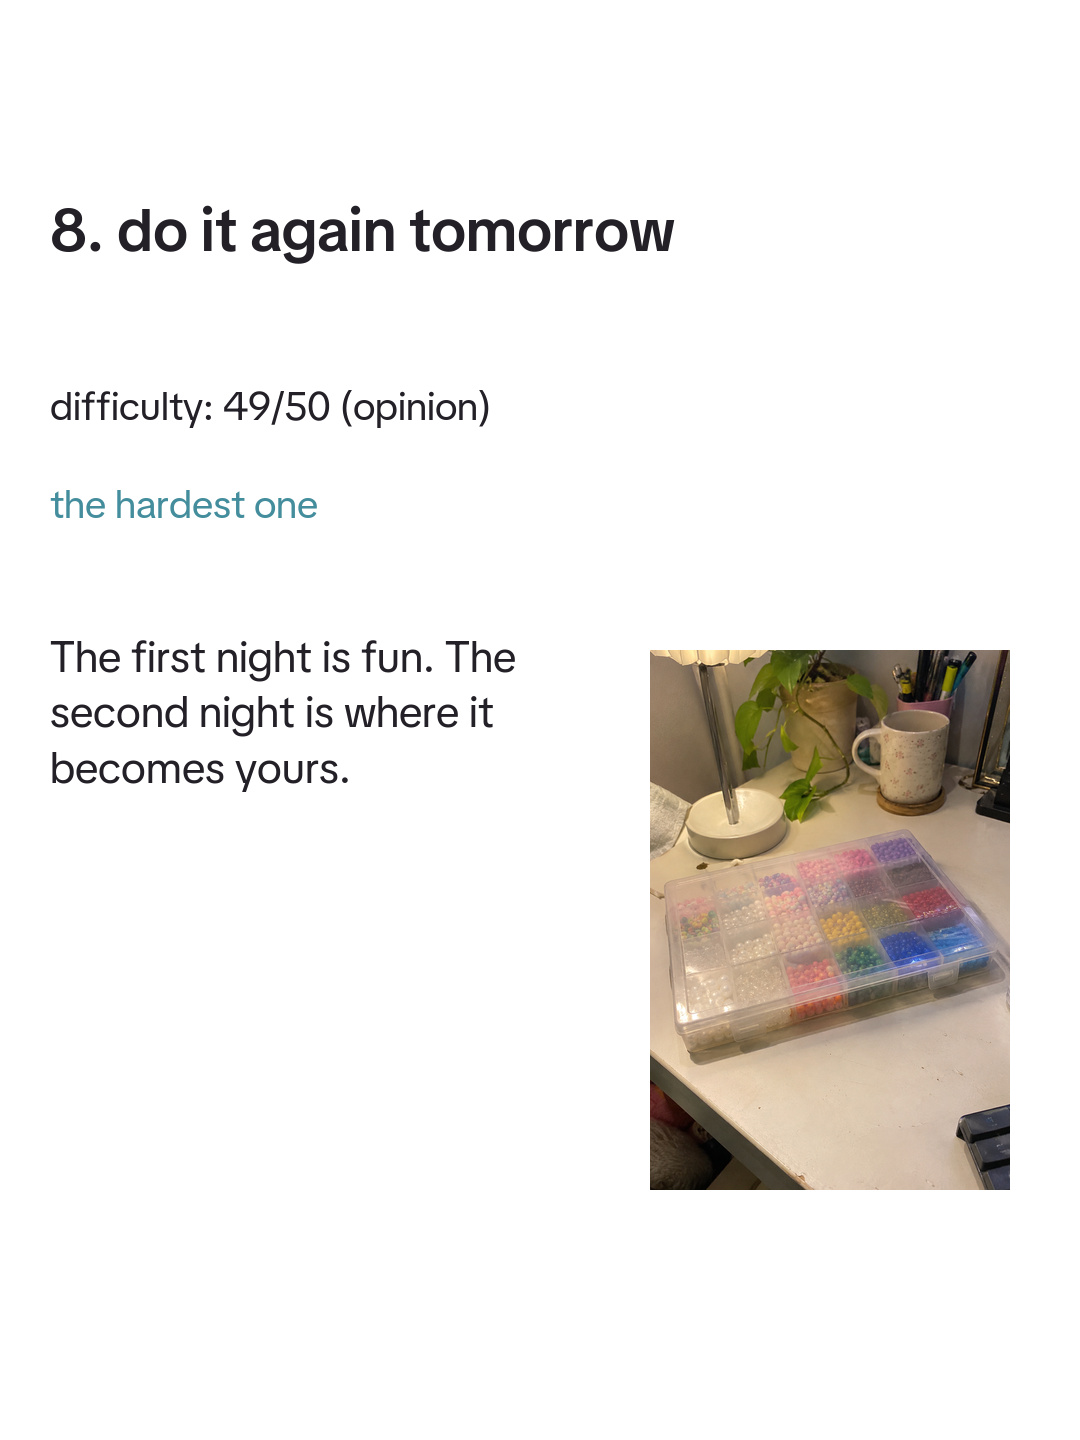 8. do it again tomorrow
difficulty: 49/50 (opinion)
the hardest one
The first night is fun. The
second night is where it
becomes yours.